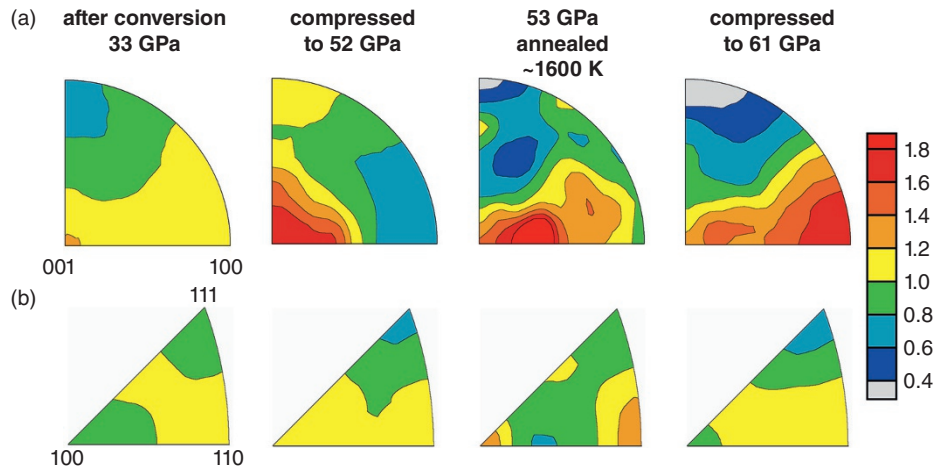 (a)
after conversion
33 GPa
compressed
to 52 GPa
53 GPa
annealed
~1600 K
compressed
to 61 GPa
001
100
1.8
1.6
1.4
1.2
1.0
0.8
0.6
0.4
(b)
111
100
110